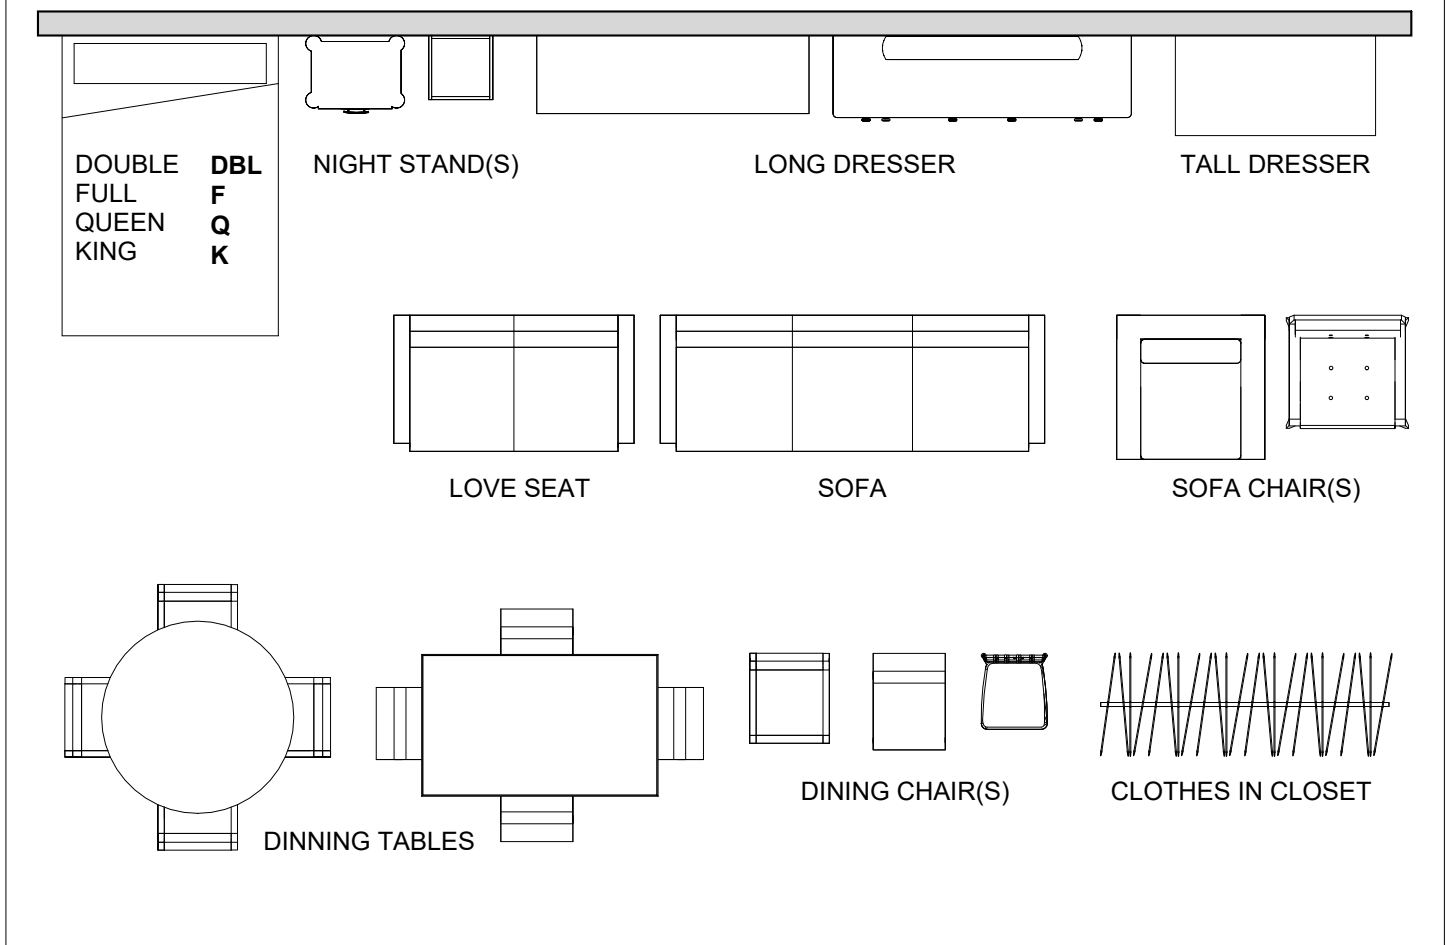 DOUBLE DBL
FULL F
QUEEN Q
KING K
NIGHT STAND(S)
LONG DRESSER
TALL DRESSER
LOVE SEAT
SOFA
SOFA CHAIR(S)
DINNING TABLES
DINING CHAIR(S)
CLOTHES IN CLOSET